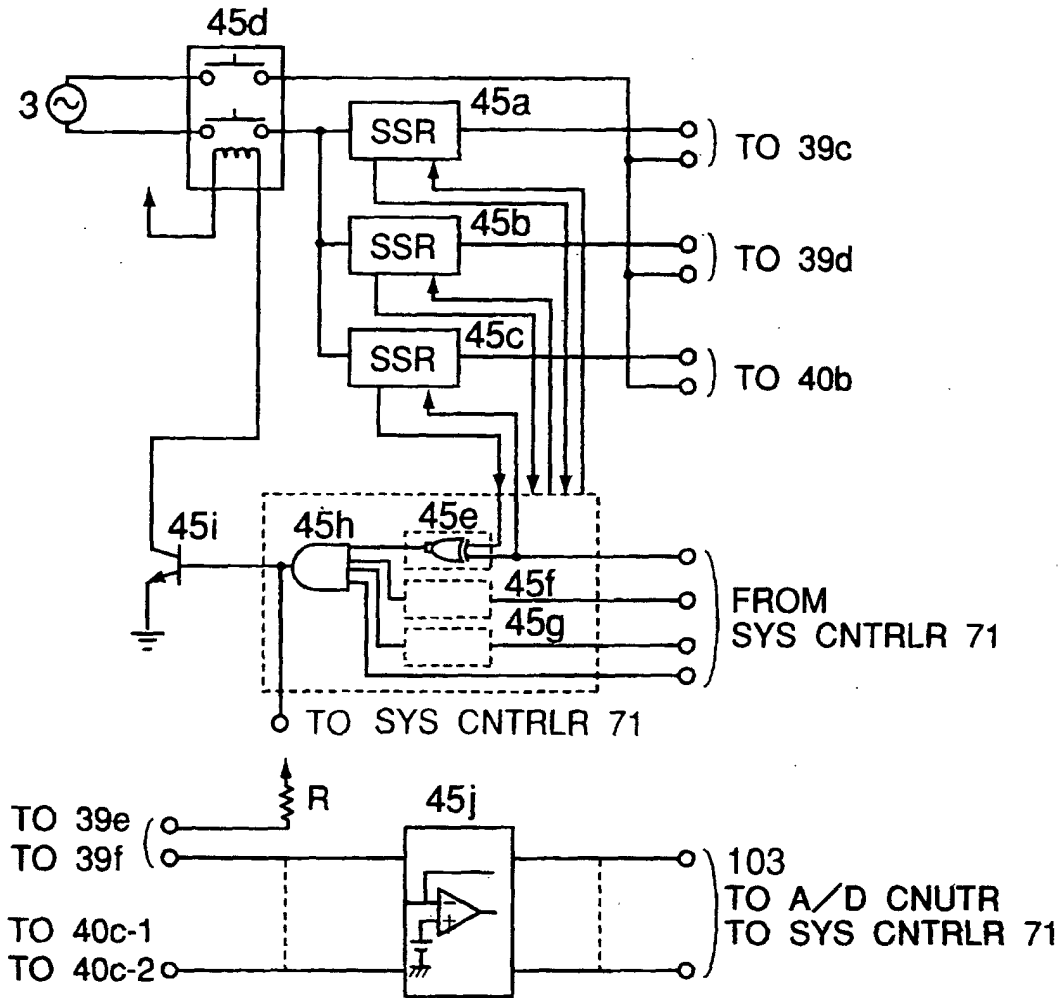 45d
3
45a
SSR
TO 39c
45b
SSR
TO 39d
45c
SSR
TO 40b
45i
45h
45e
45f
45g
FROM
SYS CNTRLR 71
TO SYS CNTRLR 71
R
45j
TO 39e
TO 39f
103
TO A/D CNUTR
TO SYS CNTRLR 71
TO 40c-1
TO 40c-2